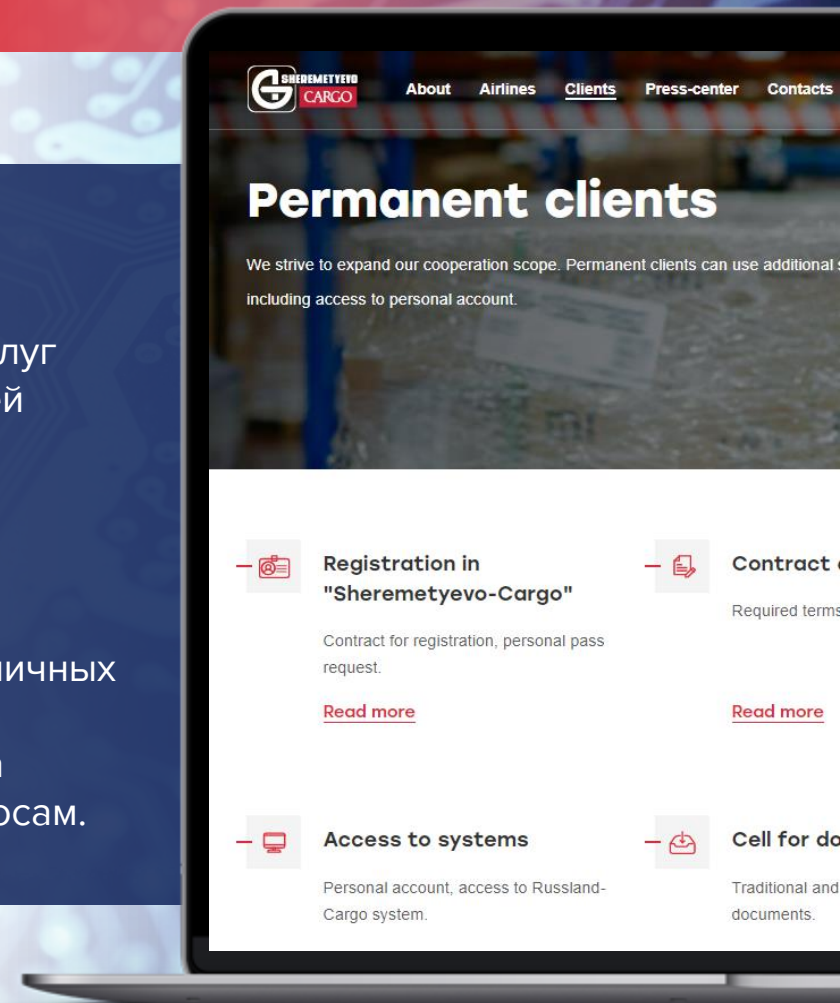 луг
й
ичных
осам.
SHEREMETYEVO
CARGO
About Airlines Clients Press-center Contacts
Permanent clients
We strive to expand our cooperation scope. Permanent clients can use additional
including access to personal account.
Registration in
"Sheremetyevo-Cargo"
Contract for registration, personal pass
request.
Read more
Contract
Required terms
Read more
Access to systems
Personal account, access to Russland-
Cargo system.
Cell for do
Traditional and
documents.